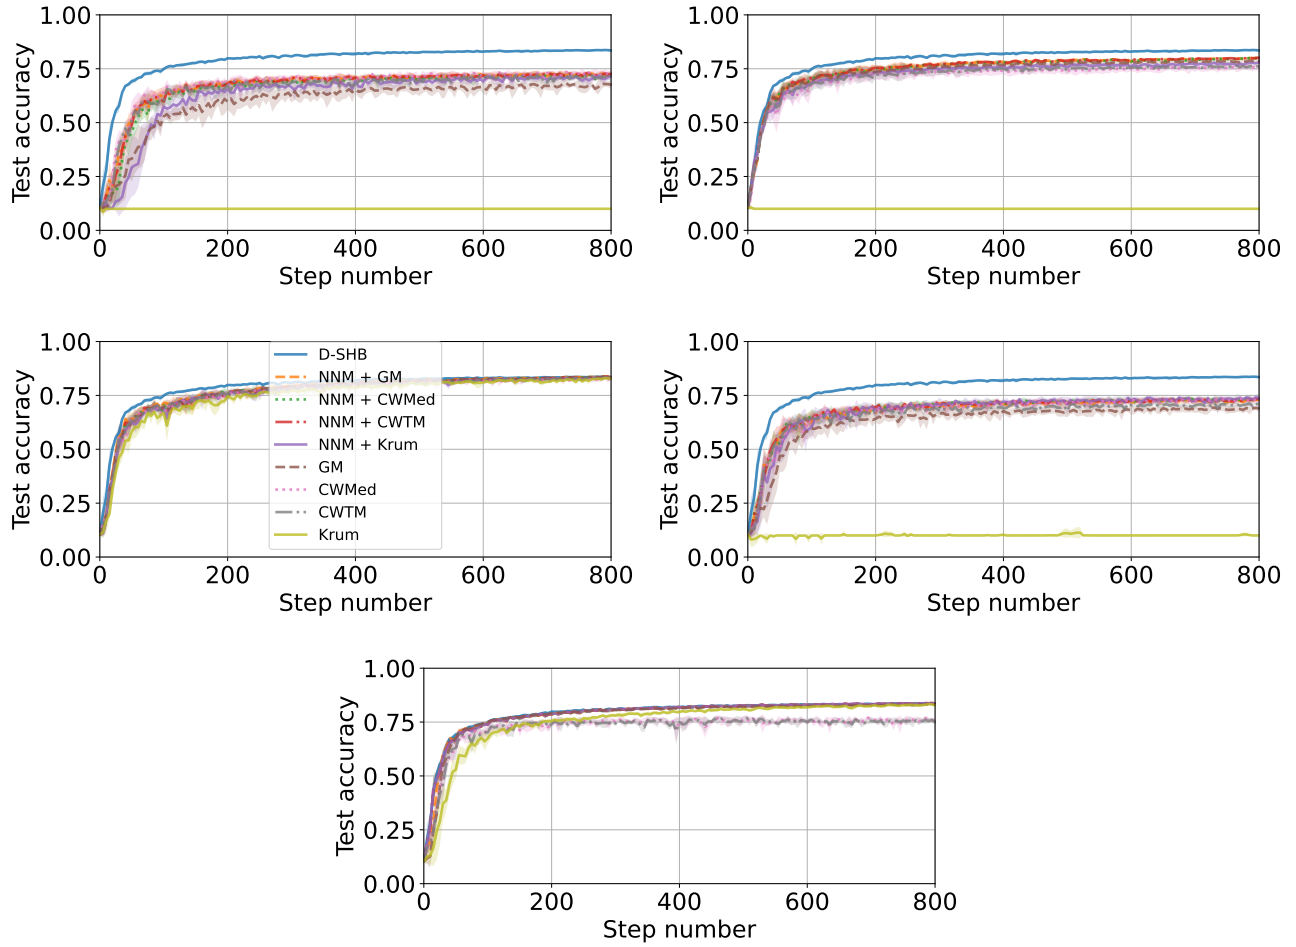 1.00
0.75
0.50
0.25
0.00
Test accuracy
0 200 400 600 800
Step number
1.00
0.75
0.50
0.25
0.00
Test accuracy
0 200 400 600 800
Step number
1.00
0.75
0.50
0.25
0.00
Test accuracy
D-SHB
NNM + GM
NNM + CWMed
NNM + CWTM
NNM + Krum
GM
CWMed
CWTM
Krum
0 200 400 600 800
Step number
1.00
0.75
0.50
0.25
0.00
Test accuracy
0 200 400 600 800
Step number
1.00
0.75
0.50
0.25
0.00
Test accuracy
0 200 400 600 800
Step number